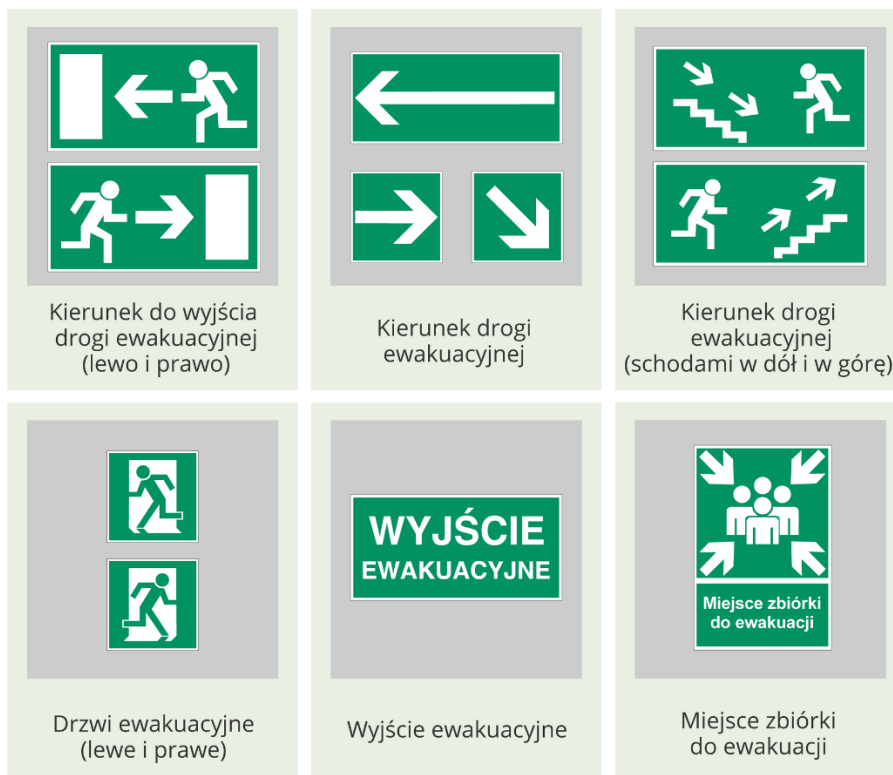 Kierunek do wyjścia
drogi ewakuacyjnej
(lewo i prawo)
Kierunek drogi
ewakuacyjnej
Kierunek drogi
ewakuacyjnej
(schodami w dół i w górę)
Drzwi ewakuacyjne
(lewe i prawe)
WYJŚCIE
EWAKUACYJNE
Wyjście ewakuacyjne
Miejsce zbiórki
do ewakuacji
Miejsce zbiórki
do ewakuacji